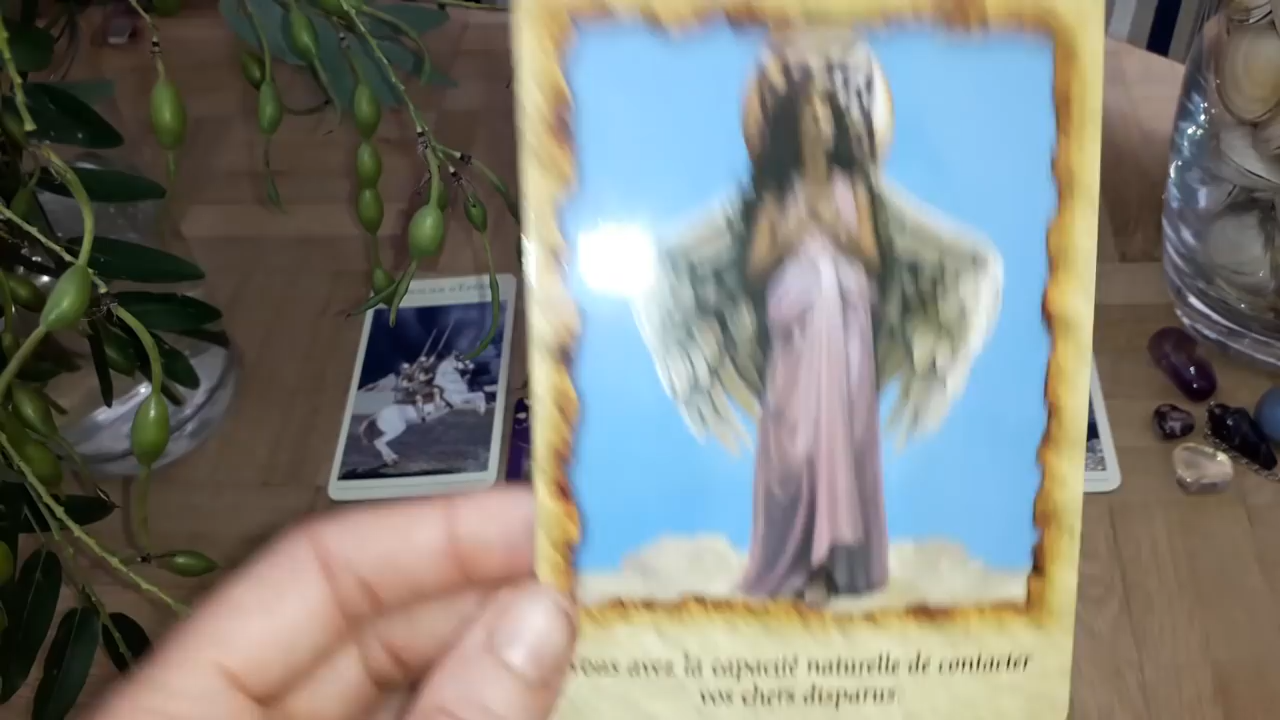 vous avez la capacité naturelle de contacter
vos chers disparus